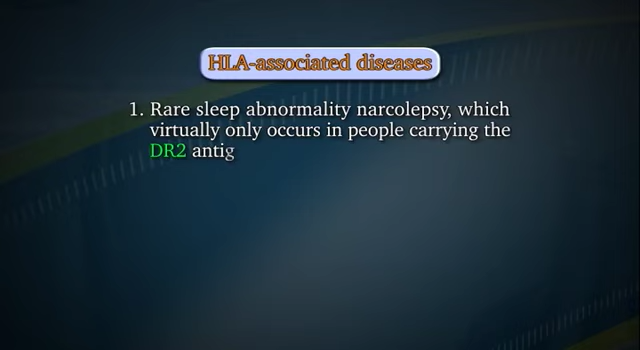 HLA-associated diseases
1. Rare sleep abnormality narcolepsy, which
virtually only occurs in people carrying the
DR2 antig